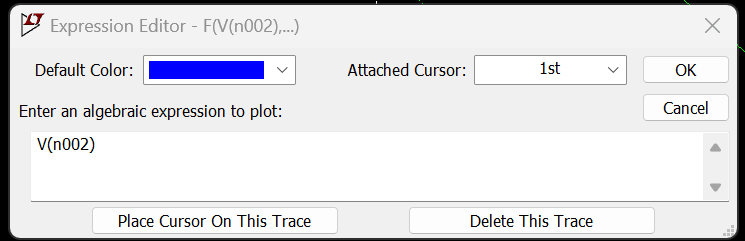 Expression Editor - F(V(n002),...)
Default Color:
Attached Cursor: 1st
OK
Enter an algebraic expression to plot:
Cancel
V(n002)
Place Cursor On This Trace
Delete This Trace